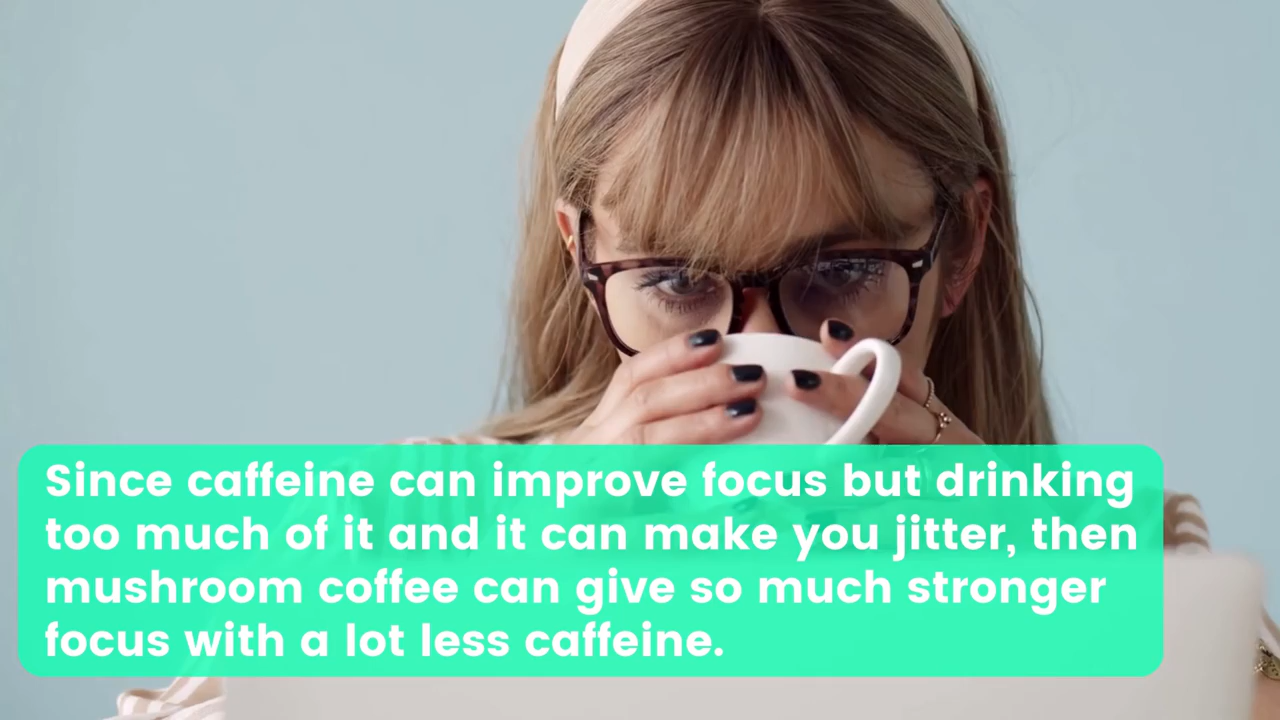 Since caffeine can improve focus but drinking
too much of it and it can make you jitter, then
mushroom coffee can give so much stronger
focus with a lot less caffeine.